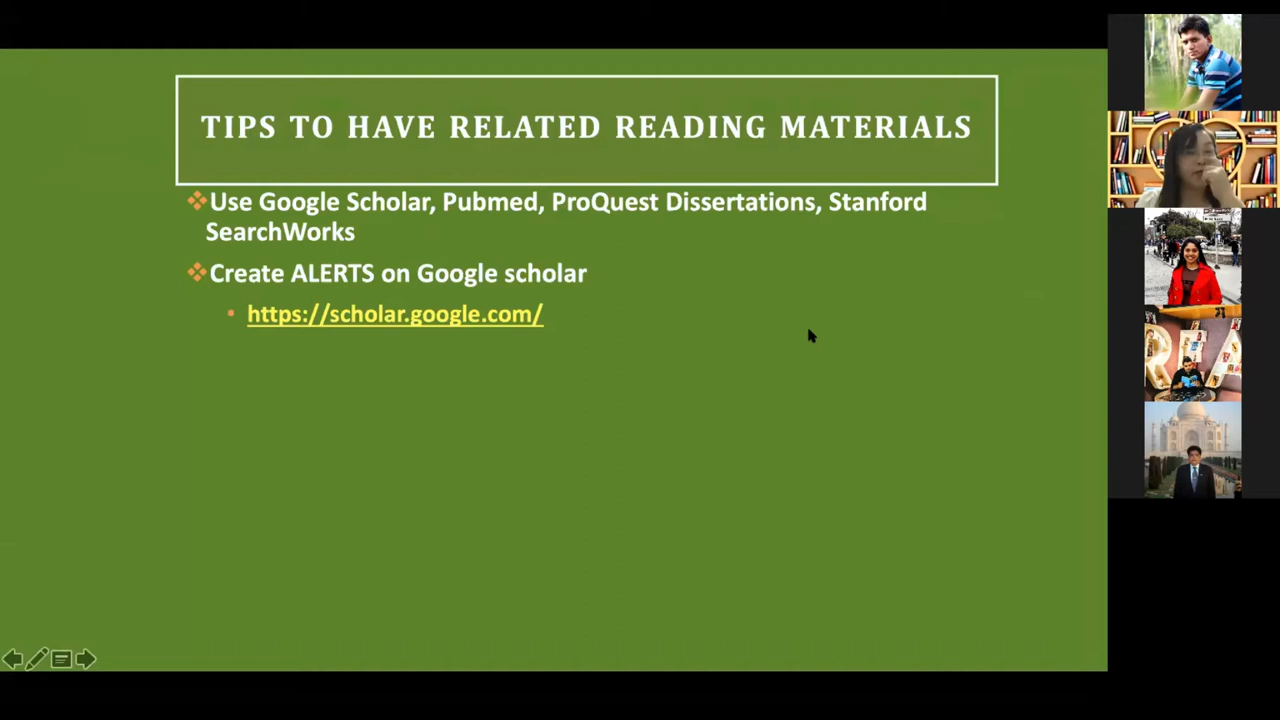 TIPS TO HAVE RELATED READING MATERIALS
Use Google Scholar, Pubmed, ProQuest Dissertations, Stanford
SearchWorks
Create ALERTS on Google scholar
https://scholar.google.com/